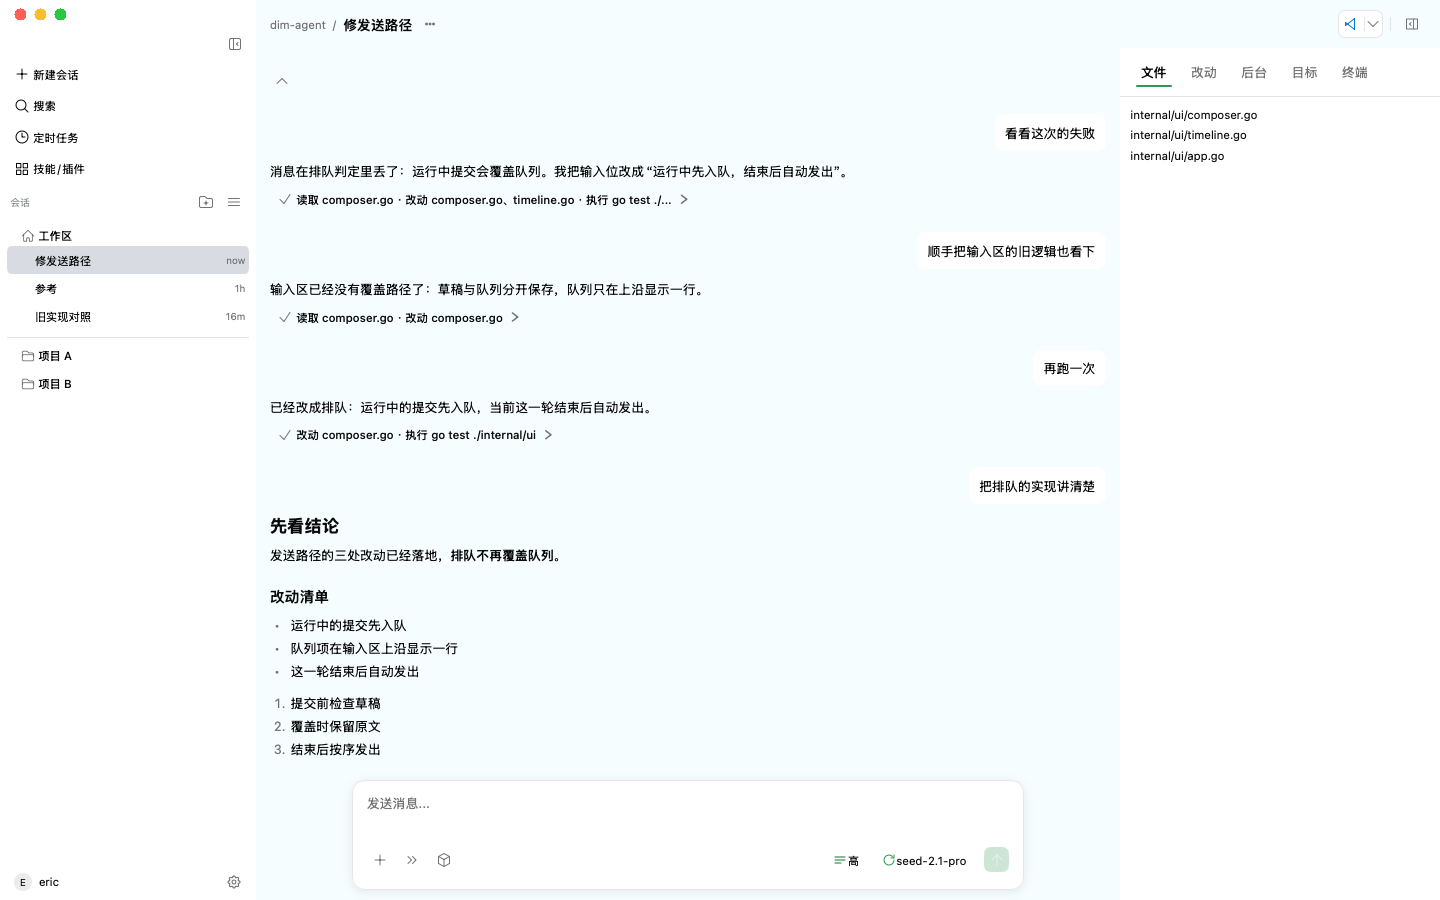 新建会话
搜索
定时任务
技能/插件
会话
工作区
修发送路径 now
参考 1h
旧实现对照 16m
项目 A
项目 B
E eric
dim-agent / 修发送路径 ···
看看这次的失败
消息在排队判定里丢了：运行中提交会覆盖队列。我把输入位改成“运行中先入队，结束后自动发出”。
读取 composer.go · 改动 composer.go、timeline.go · 执行 go test ./...
顺手把输入区的旧逻辑也看下
输入区已经没有覆盖路径了：草稿与队列分开保存，队列只在上沿显示一行。
读取 composer.go · 改动 composer.go
再跑一次
已经改成排队：运行中的提交先入队，当前这一轮结束后自动发出。
改动 composer.go · 执行 go test ./internal/ui
把排队的实现讲清楚
先看结论
发送路径的三处改动已经落地，排队不再覆盖队列。
改动清单
• 运行中的提交先入队
• 队列项在输入区上沿显示一行
• 这一轮结束后自动发出
1. 提交前检查草稿
2. 覆盖时保留原文
3. 结束后按序发出
发送消息...
高 seed-2.1-pro
文件 改动 后台 目标 终端
internal/ui/composer.go
internal/ui/timeline.go
internal/ui/app.go